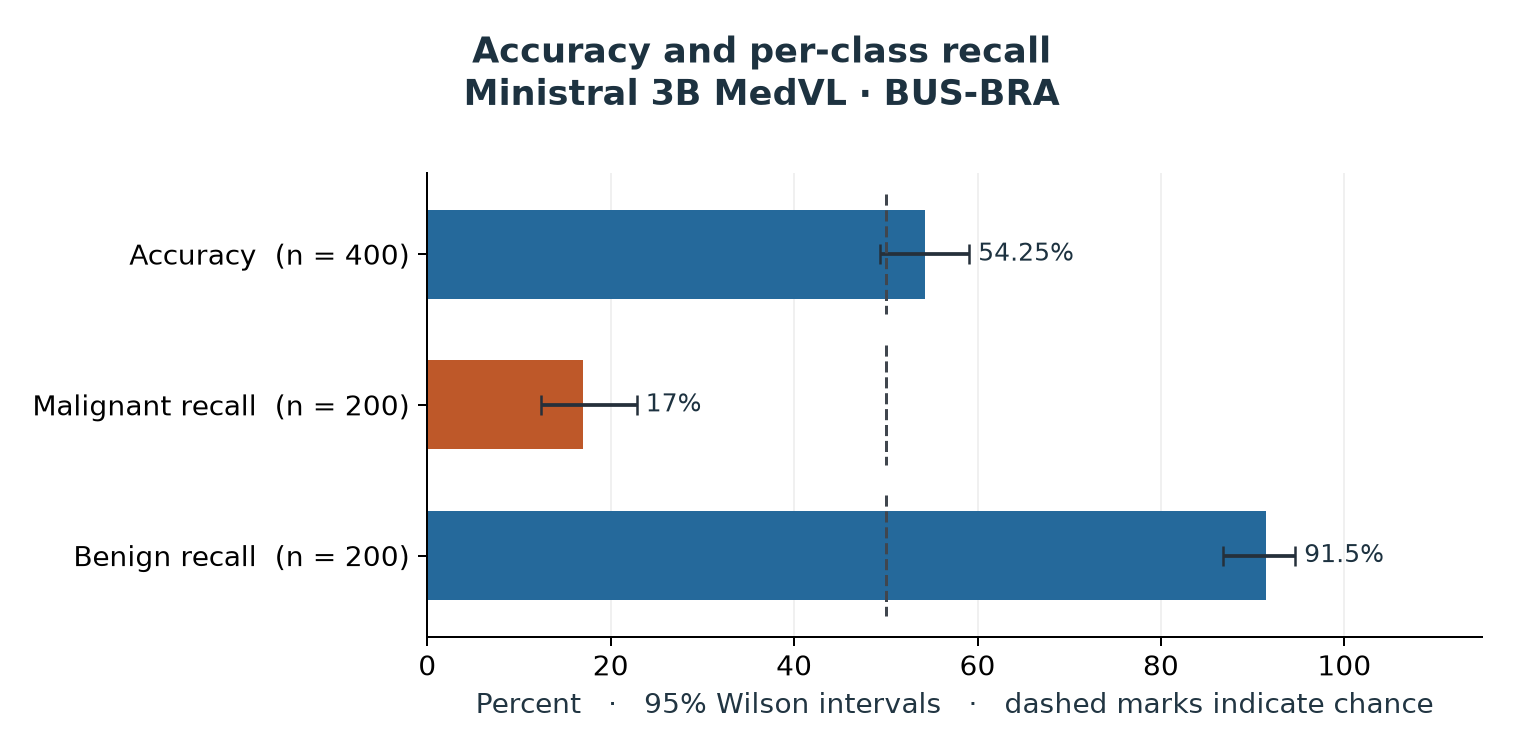 Accuracy and per-class recall
Ministral 3B MedVL · BUS-BRA
Accuracy (n = 400)
54.25%
Malignant recall (n = 200)
17%
Benign recall (n = 200)
91.5%
0 20 40 60 80 100
Percent · 95% Wilson intervals · dashed marks indicate chance